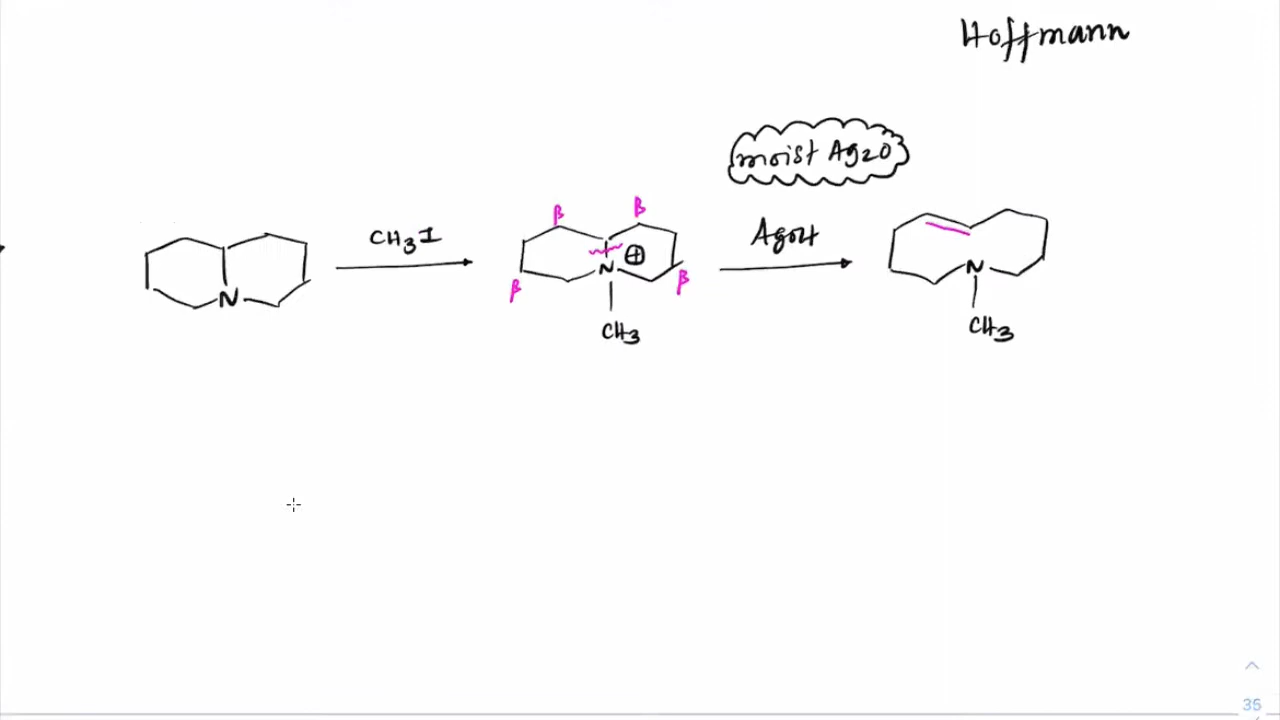 Hoffmann
moist Ag2O
β
β
CH3I
AgOH
⊕
N
β
β
N
N
CH3
CH3
35